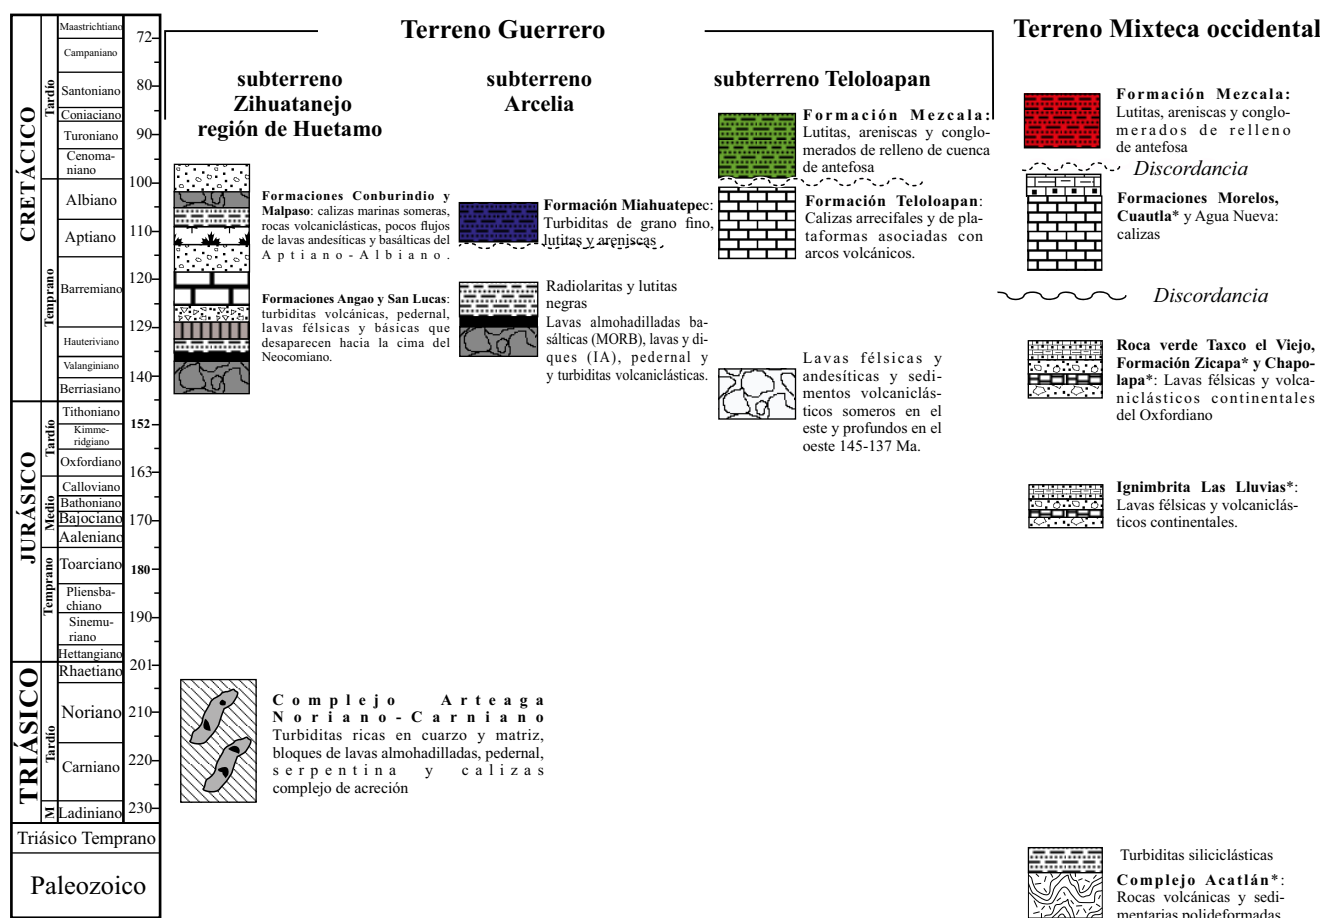 Terreno Guerrero
Terreno Mixteca occidental
CRETÁCICO
Tardío
Temprano
Maastrichtiano
Campaniano
Santoniano
Coniaciano
Turoniano
Cenoma-
niano
Albiano
Aptiano
Barremiano
Hauteriviano
Valanginiano
Berriasiano
JURÁSICO
Tardío
Medio
Temprano
Tithoniano
Kimme-
ridgiano
Oxfordiano
Calloviano
Bathoniano
Bajociano
Aaleniano
Toarciano
Pliensba-
chiano
Sinemu-
riano
Hettangiano
TRIÁSICO
Tardío
M
Rhaetiano
Noriano
Carniano
Ladiniano
Triásico Temprano
Paleozoico
72
80
90
100
110
120
129
140
152
163
170
180
190
201
210
220
230
subterreno
Zihuatanejo
región de Huetamo
Formaciones Conburindio y
Malpaso: calizas marinas someras,
rocas volcaniclásticas, pocos flujos
de lavas andesíticas y basálticas del
Aptiano-Albiano.
Formaciones Angao y San Lucas:
turbiditas volcánicas, pedernal,
lavas félsicas y básicas que
desaparecen hacia la cima del
Neocomiano.
Complejo Arteaga
Noriano-Carniano
Turbiditas ricas en cuarzo y matriz,
bloques de lavas almohadilladas, pedernal,
serpentina y calizas
complejo de acreción
subterreno
Arcelia
Formación Miahuatepec:
Turbiditas de grano fino,
lutitas y areniscas
Radiolaritas y lutitas
negras
Lavas almohadilladas ba-
sálticas (MORB), lavas y di-
ques (IA), pedernal y
y turbiditas volcaniclásticas.
subterreno Teloloapan
Formación Mezcala:
Lutitas, areniscas y conglo-
merados de relleno de cuenca
de antefosa
Formación Teloloapan:
Calizas arrecifales y de pla-
taformas asociadas con
arcos volcánicos.
Lavas félsicas y
andesíticas y sedi-
mentos volcaniclás-
ticos someros en el
este y profundos en el
oeste 145-137 Ma.
Formación Mezcala:
Lutitas, areniscas y conglo-
merados de relleno
de antefosa
Discordancia
Formaciones Morelos,
Cuautla* y Agua Nueva:
calizas
Discordancia
Roca verde Taxco el Viejo,
Formación Zicapa* y Chapo-
lapa*: Lavas félsicas y volca-
niclásticos continentales
del Oxfordiano
Ignimbrita Las Lluvias*:
Lavas félsicas y volcaniclás-
ticos continentales.
Turbiditas siliciclásticas
Complejo Acatlán*:
Rocas volcánicas y sedi-
mentarias polideformadas